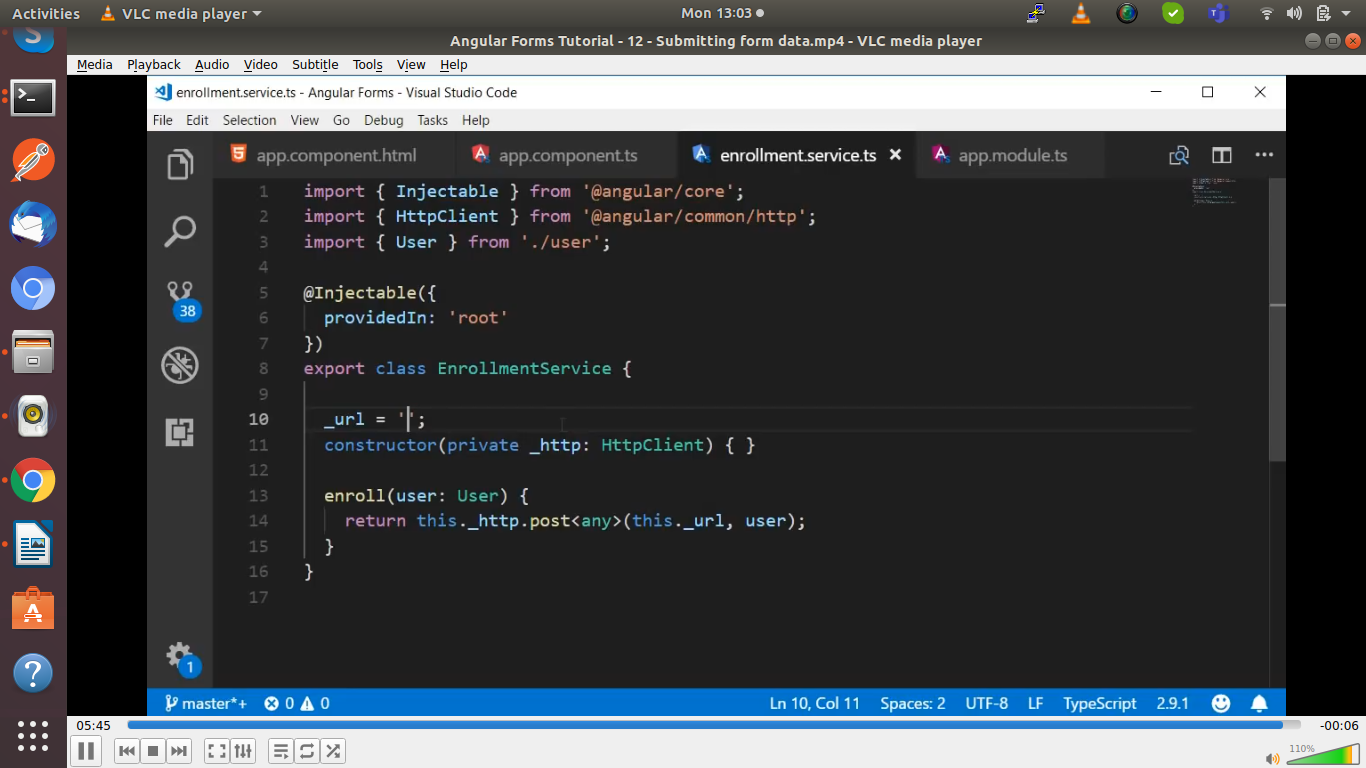 Activities VLC media player Mon 13:03
Angular Forms Tutorial - 12 - Submitting form data.mp4 - VLC media player
Media Playback Audio Video Subtitle Tools View Help
enrollment.service.ts - Angular Forms - Visual Studio Code
File Edit Selection View Go Debug Tasks Help
app.component.html app.component.ts enrollment.service.ts app.module.ts
1 import { Injectable } from '@angular/core';
2 import { HttpClient } from '@angular/common/http';
3 import { User } from './user';
4
5 @Injectable({
6 providedIn: 'root'
7 })
8 export class EnrollmentService {
9
10 _url = '';
11 constructor(private _http: HttpClient) { }
12
13 enroll(user: User) {
14 return this._http.post<any>(this._url, user);
15 }
16 }
17
38
1
master*+ 0 0 Ln 10, Col 11 Spaces: 2 UTF-8 LF TypeScript 2.9.1
05:45 -00:06
110%